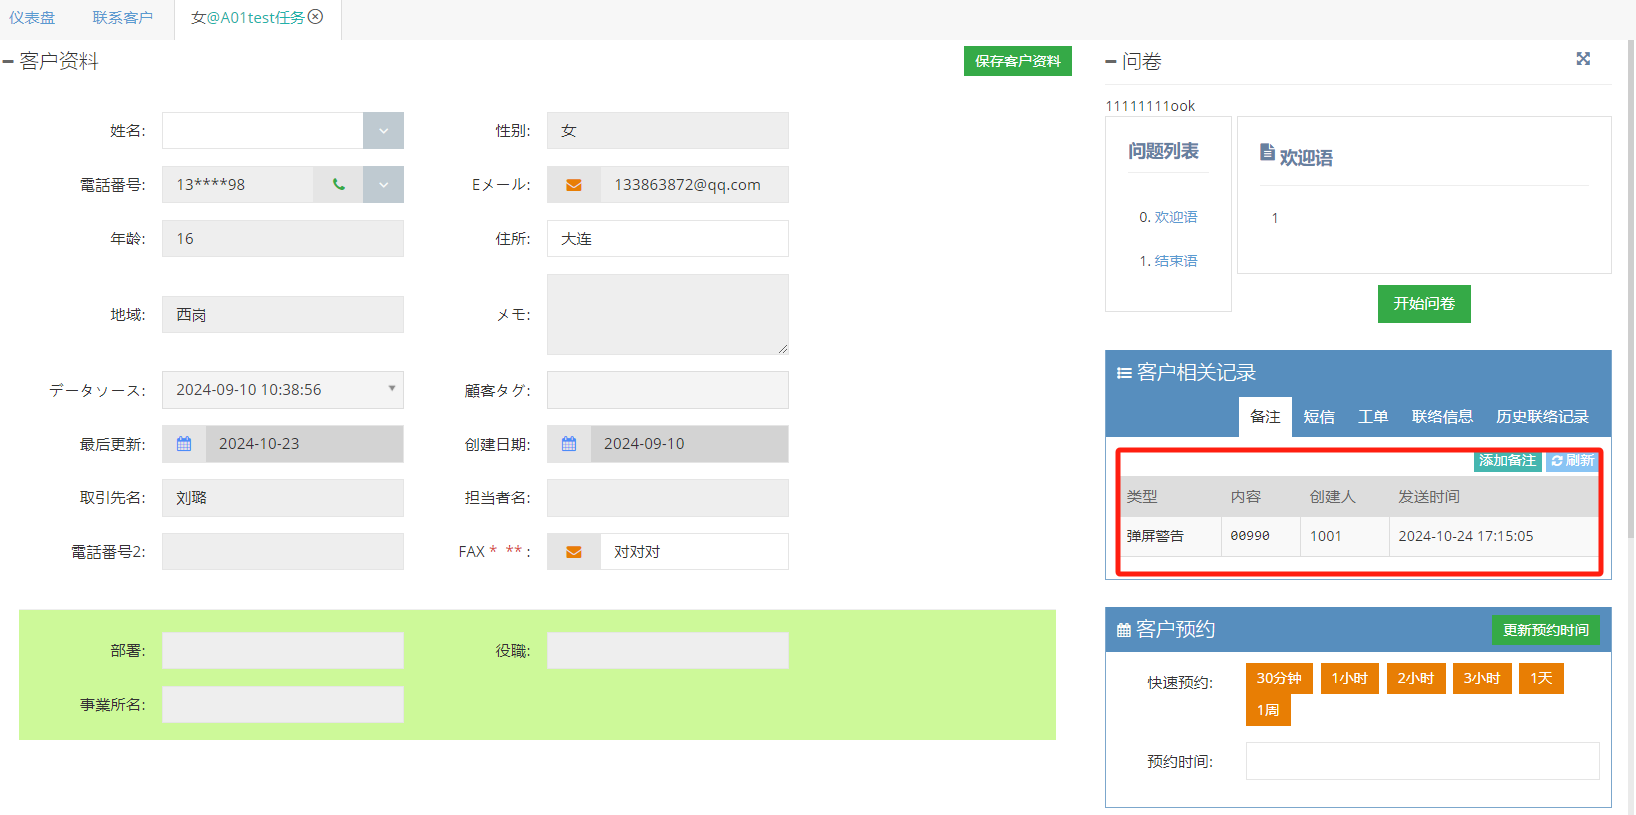 仪表盘 联系客户 女@A01test任务
客户资料 保存客户资料
姓名: 性别: 女
電話番号: 13****98 Eメール: 133863872@qq.com
年龄: 16 住所: 大连
地域: 西岗 メモ:
データソース: 2024-09-10 10:38:56 顧客タグ:
最后更新: 2024-10-23 创建日期: 2024-09-10
取引先名: 刘璐 担当者名:
電話番号2: FAX * ** : 对对对
部署: 役職:
事業所名:
问卷
11111111ook
问题列表
0. 欢迎语
1. 结束语
欢迎语
1
开始问卷
客户相关记录
备注 短信 工单 联络信息 历史联络记录
添加备注 刷新
类型 内容 创建人 发送时间
弹屏警告 00990 1001 2024-10-24 17:15:05
客户预约 更新预约时间
快速预约: 30分钟 1小时 2小时 3小时 1天
1周
预约时间: